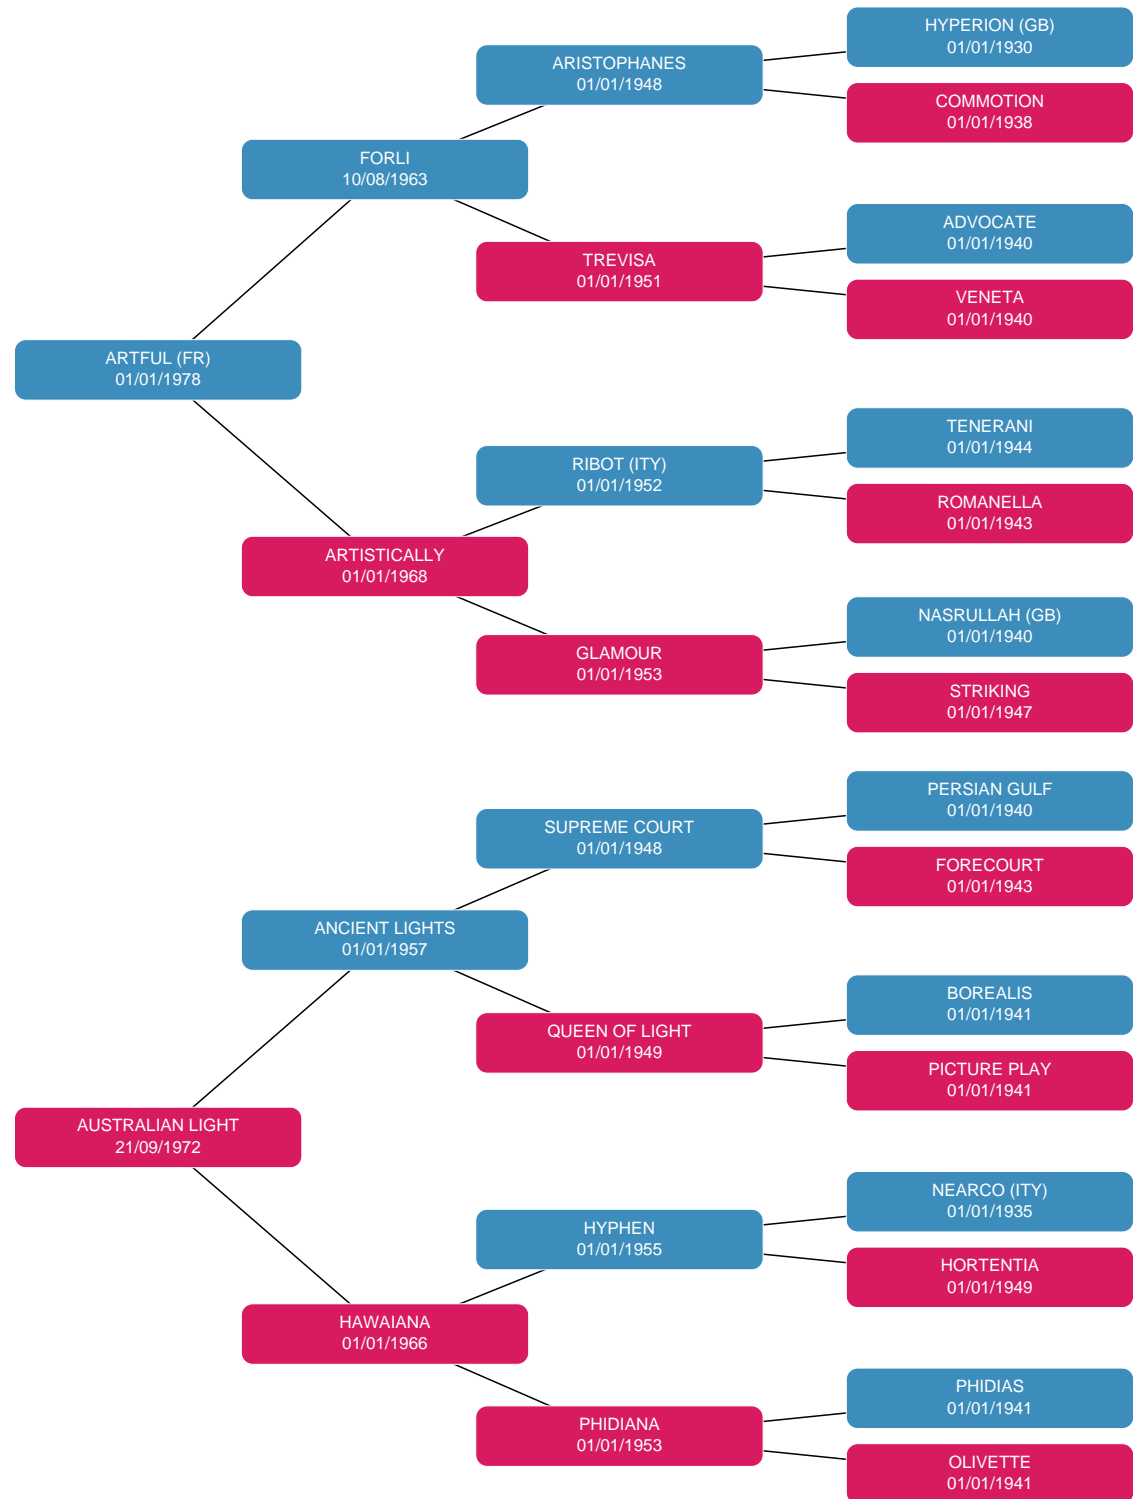 HYPERION (GB)
01/01/1930
ARISTOPHANES
01/01/1948
COMMOTION
01/01/1938
FORLI
10/08/1963
ADVOCATE
01/01/1940
TREVISA
01/01/1951
VENETA
01/01/1940
ARTFUL (FR)
01/01/1978
TENERANI
01/01/1944
RIBOT (ITY)
01/01/1952
ROMANELLA
01/01/1943
ARTISTICALLY
01/01/1968
NASRULLAH (GB)
01/01/1940
GLAMOUR
01/01/1953
STRIKING
01/01/1947
PERSIAN GULF
01/01/1940
SUPREME COURT
01/01/1948
FORECOURT
01/01/1943
ANCIENT LIGHTS
01/01/1957
BOREALIS
01/01/1941
QUEEN OF LIGHT
01/01/1949
PICTURE PLAY
01/01/1941
AUSTRALIAN LIGHT
21/09/1972
NEARCO (ITY)
01/01/1935
HYPHEN
01/01/1955
HORTENTIA
01/01/1949
HAWAIANA
01/01/1966
PHIDIAS
01/01/1941
PHIDIANA
01/01/1953
OLIVETTE
01/01/1941